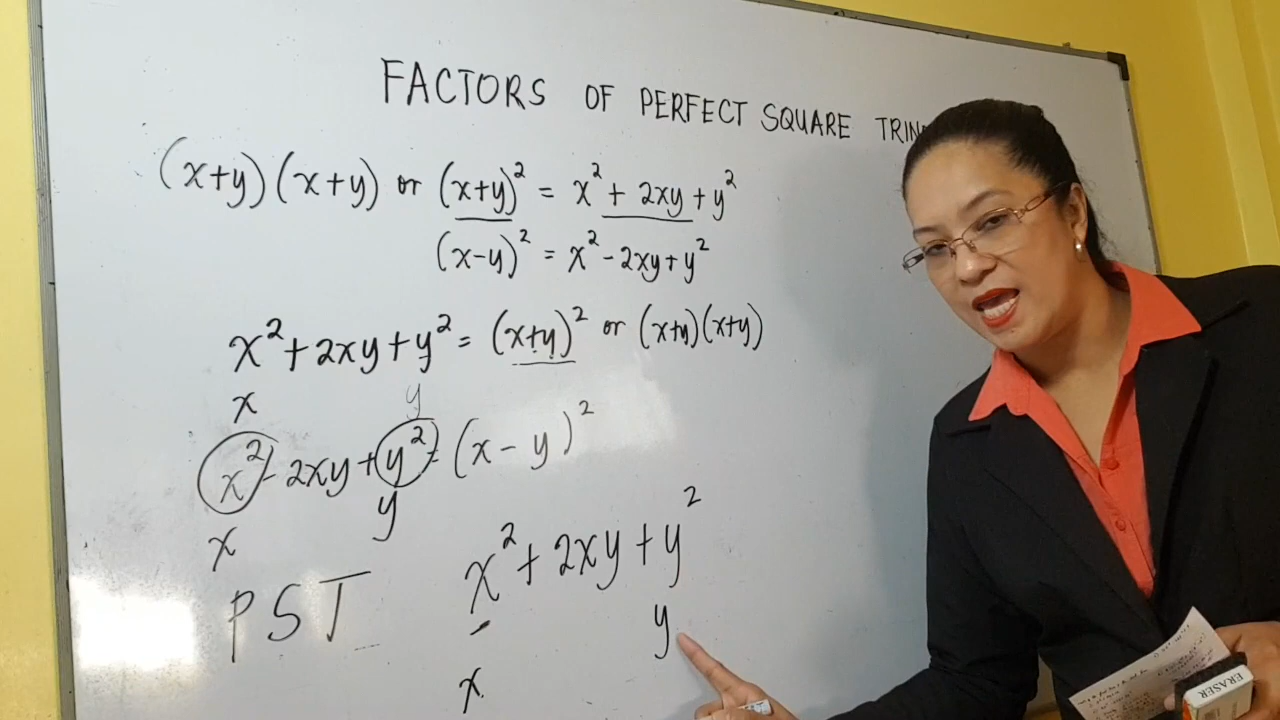 FACTORS OF PERFECT SQUARE TRIN
(x+y)(x+y) or (x+y)² = x² + 2xy + y²
(x-y)² = x² - 2xy + y²
x² + 2xy + y² = (x+y)² or (x+y)(x+y)
x y
x² - 2xy + y² = (x - y)²
x y
x² + 2xy + y²
PST
y
x
ERASER